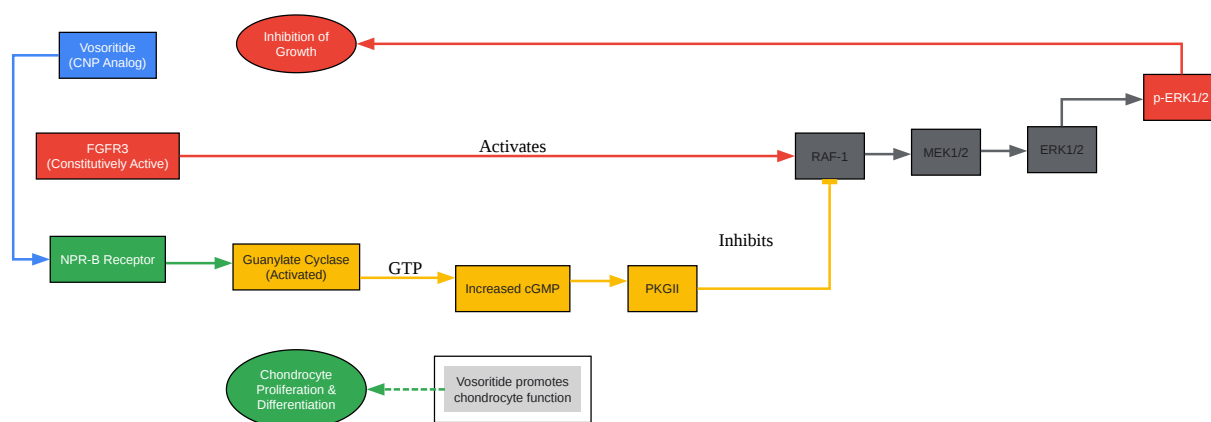 Inhibition of
Growth
Vosoritide
(CNP Analog)
p-ERK1/2
FGFR3
(Constitutively Active)
Activates
RAF-1
MEK1/2
ERK1/2
NPR-B Receptor
Guanylate Cyclase
(Activated)
GTP
Increased cGMP
PKGII
Inhibits
Chondrocyte
Proliferation &
Differentiation
Vosoritide promotes
chondrocyte function